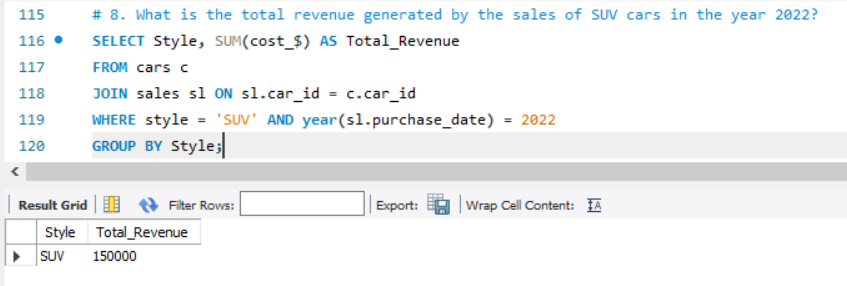 115 # 8. What is the total revenue generated by the sales of SUV cars in the year 2022?
116 SELECT Style, SUM(cost_$) AS Total_Revenue
117 FROM cars c
118 JOIN sales sl ON sl.car_id = c.car_id
119 WHERE style = 'SUV' AND year(sl.purchase_date) = 2022
120 GROUP BY Style;
Result Grid Filter Rows: Export: Wrap Cell Content: IA
Style Total_Revenue
SUV 150000